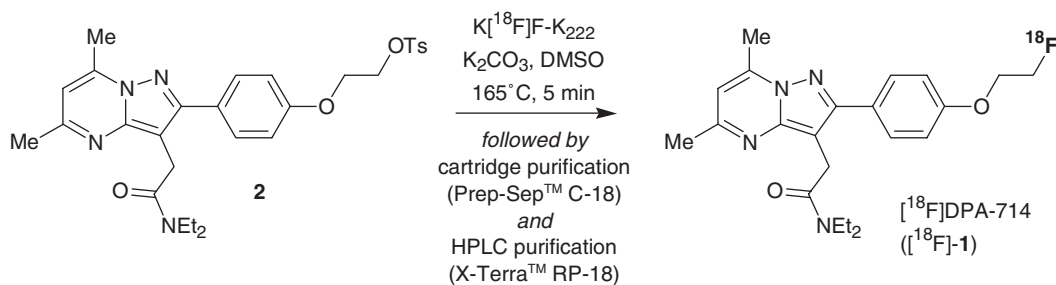 Me
N
N
N
Me
O
NEt2
2
O
OTs
K[18F]F-K222
K2CO3, DMSO
165˚C, 5 min
followed by
cartridge purification
(Prep-Sep™ C-18)
and
HPLC purification
(X-Terra™ RP-18)
Me
N
N
N
Me
O
NEt2
O
18F
[18F]DPA-714
([18F]-1)